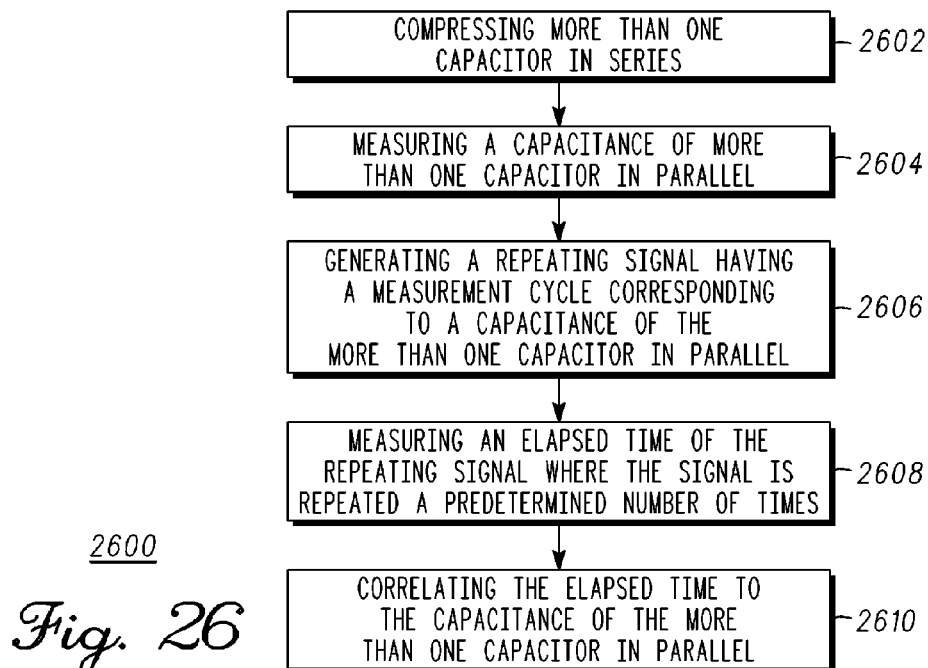 COMPRESSING MORE THAN ONE
CAPACITOR IN SERIES
2602
MEASURING A CAPACITANCE OF MORE
THAN ONE CAPACITOR IN PARALLEL
2604
GENERATING A REPEATING SIGNAL HAVING
A MEASUREMENT CYCLE CORRESPONDING
TO A CAPACITANCE OF THE
MORE THAN ONE CAPACITOR IN PARALLEL
2606
MEASURING AN ELAPSED TIME OF THE
REPEATING SIGNAL WHERE THE SIGNAL IS
REPEATED A PREDETERMINED NUMBER OF TIMES
2608
CORRELATING THE ELAPSED TIME TO
THE CAPACITANCE OF THE MORE
THAN ONE CAPACITOR IN PARALLEL
2610
2600
Fig. 26